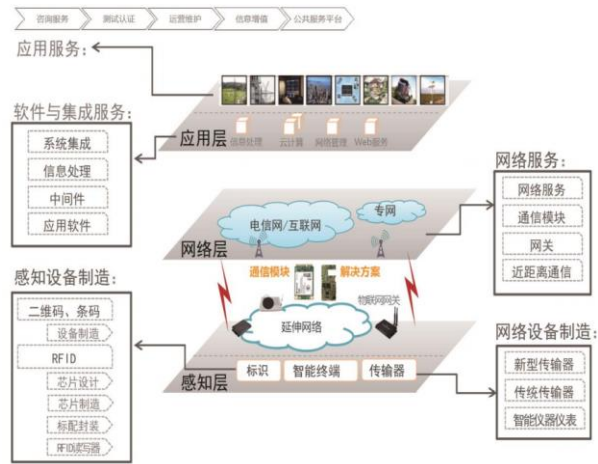 咨询服务
测试认证
运营维护
信息增值
公共服务平台
应用服务:
软件与集成服务:
系统集成
信息处理
中间件
应用软件
应用层
信息处理
云计算
网络管理
Web服务
网络服务:
网络服务
通信模块
网关
近距离通信
电信网/互联网
专网
网络层
通信模块
解决方案
物联网网关
延伸网络
感知设备制造:
二维码、条码
设备制造
RFID
芯片设计
芯片制造
标配封装
RFID读写器
标识
智能终端
传输器
感知层
网络设备制造:
新型传输器
传统传输器
智能仪器仪表